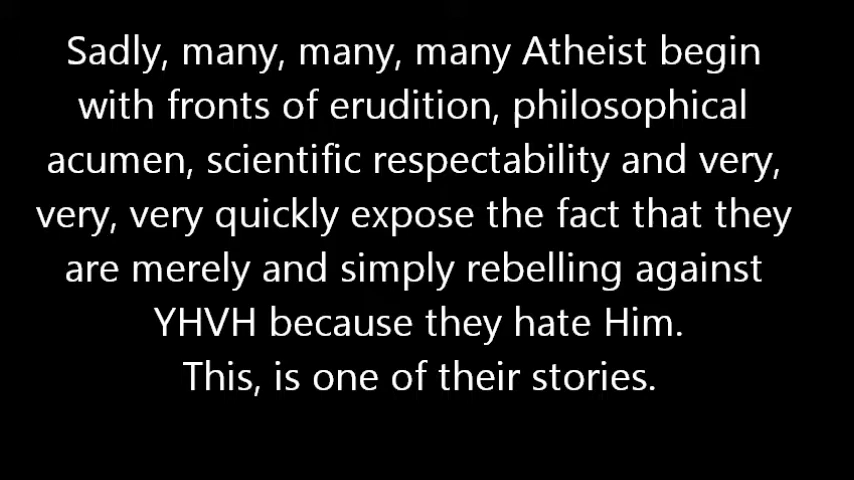 Sadly, many, many, many Atheist begin
with fronts of erudition, philosophical
acumen, scientific respectability and very,
very, very quickly expose the fact that they
are merely and simply rebelling against
YHVH because they hate Him.
This, is one of their stories.